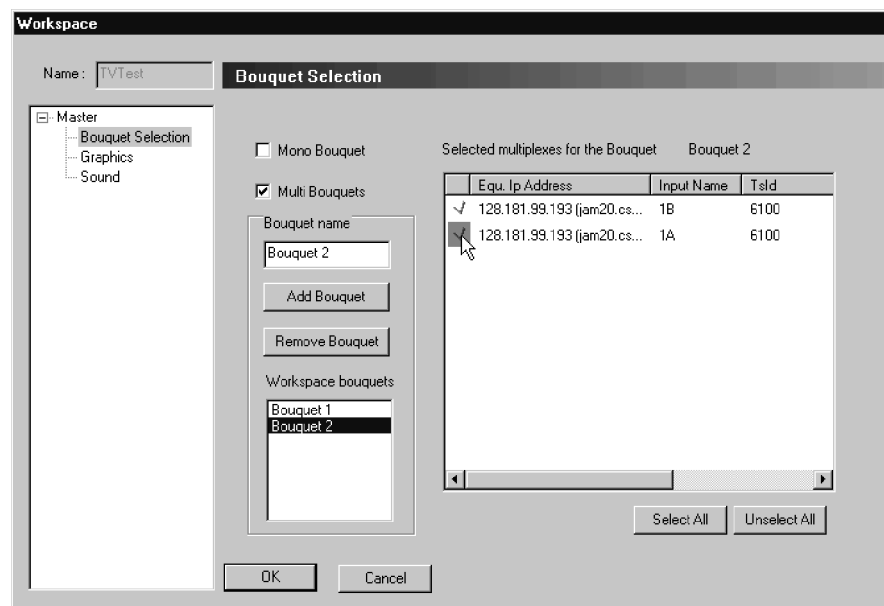 Workspace
Name : TVTest
Bouquet Selection
Master
Bouquet Selection
Graphics
Sound
Mono Bouquet
Multi Bouquets
Bouquet name
Bouquet 2
Add Bouquet
Remove Bouquet
Workspace bouquets
Bouquet 1
Bouquet 2
Selected multiplexes for the Bouquet Bouquet 2
Equ. Ip Address Input Name TsId
128.181.99.193 (jam20.cs... 1B 6100
128.181.99.193 (jam20.cs... 1A 6100
Select All Unselect All
OK Cancel